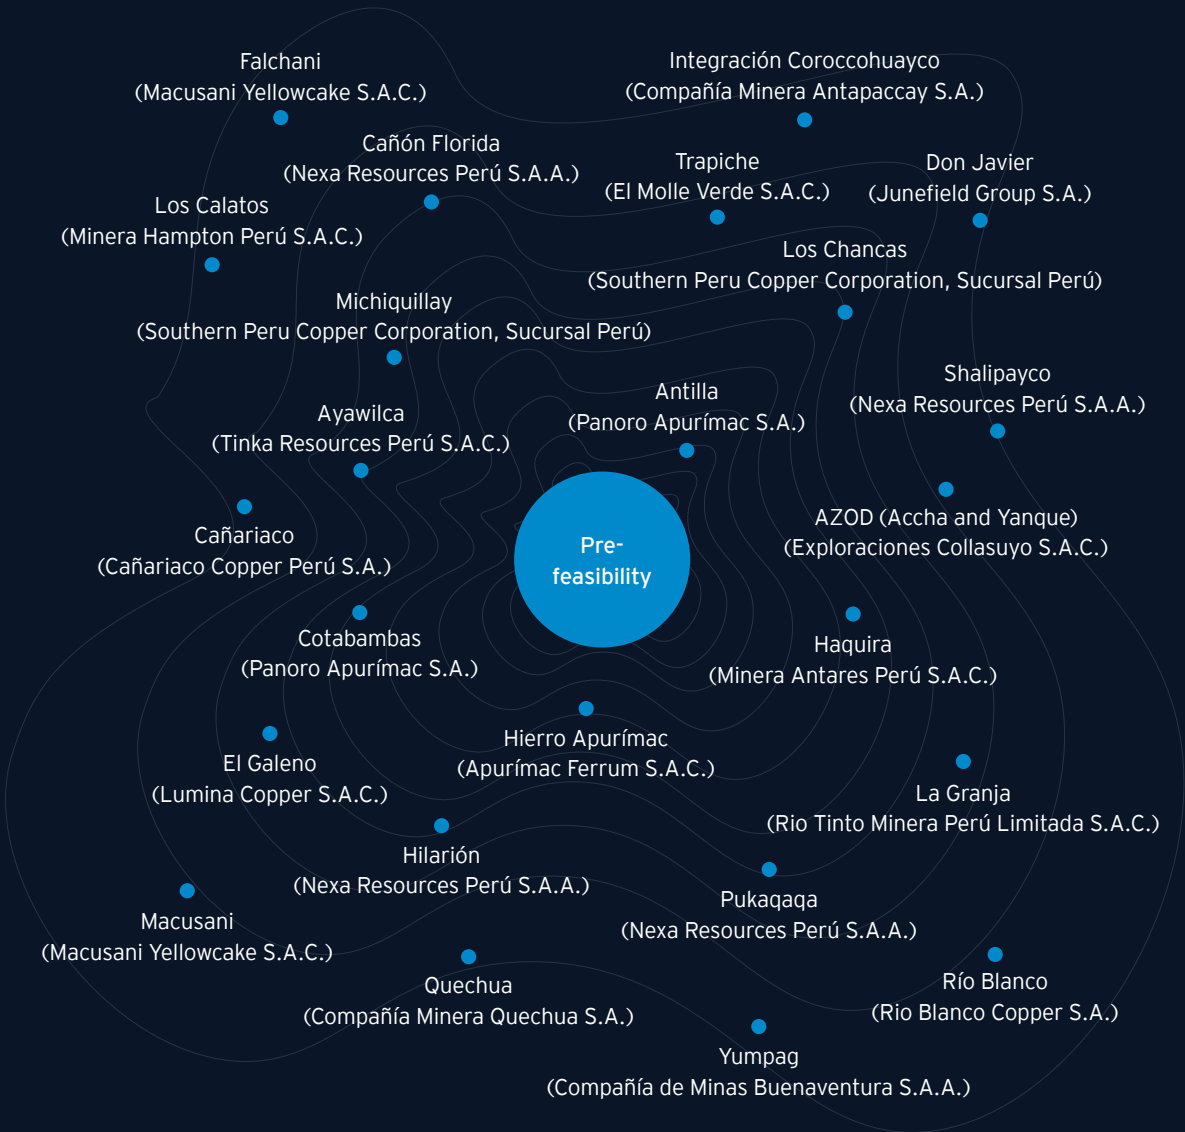 Falchani
(Macusani Yellowcake S.A.C.)
Integración Coroccohuayco
(Compañía Minera Antapaccay S.A.)
Cañón Florida
(Nexa Resources Perú S.A.A.)
Trapiche
(El Molle Verde S.A.C.)
Don Javier
(Junefield Group S.A.)
Los Calatos
(Minera Hampton Perú S.A.C.)
Los Chancas
(Southern Peru Copper Corporation, Sucursal Perú)
Michiquillay
(Southern Peru Copper Corporation, Sucursal Perú)
Shalipayco
(Nexa Resources Perú S.A.A.)
Antilla
(Panoro Apurímac S.A.)
Ayawilca
(Tinka Resources Perú S.A.C.)
AZOD (Accha and Yanque)
(Exploraciones Collasuyo S.A.C.)
Cañariaco
(Cañariaco Copper Perú S.A.)
Pre-
feasibility
Cotabambas
(Panoro Apurímac S.A.)
Haquira
(Minera Antares Perú S.A.C.)
Hierro Apurímac
(Apurímac Ferrum S.A.C.)
El Galeno
(Lumina Copper S.A.C.)
La Granja
(Rio Tinto Minera Perú Limitada S.A.C.)
Hilarión
(Nexa Resources Perú S.A.A.)
Pukaqaqa
(Nexa Resources Perú S.A.A.)
Macusani
(Macusani Yellowcake S.A.C.)
Quechua
(Compañía Minera Quechua S.A.)
Río Blanco
(Rio Blanco Copper S.A.)
Yumpag
(Compañía de Minas Buenaventura S.A.A.)